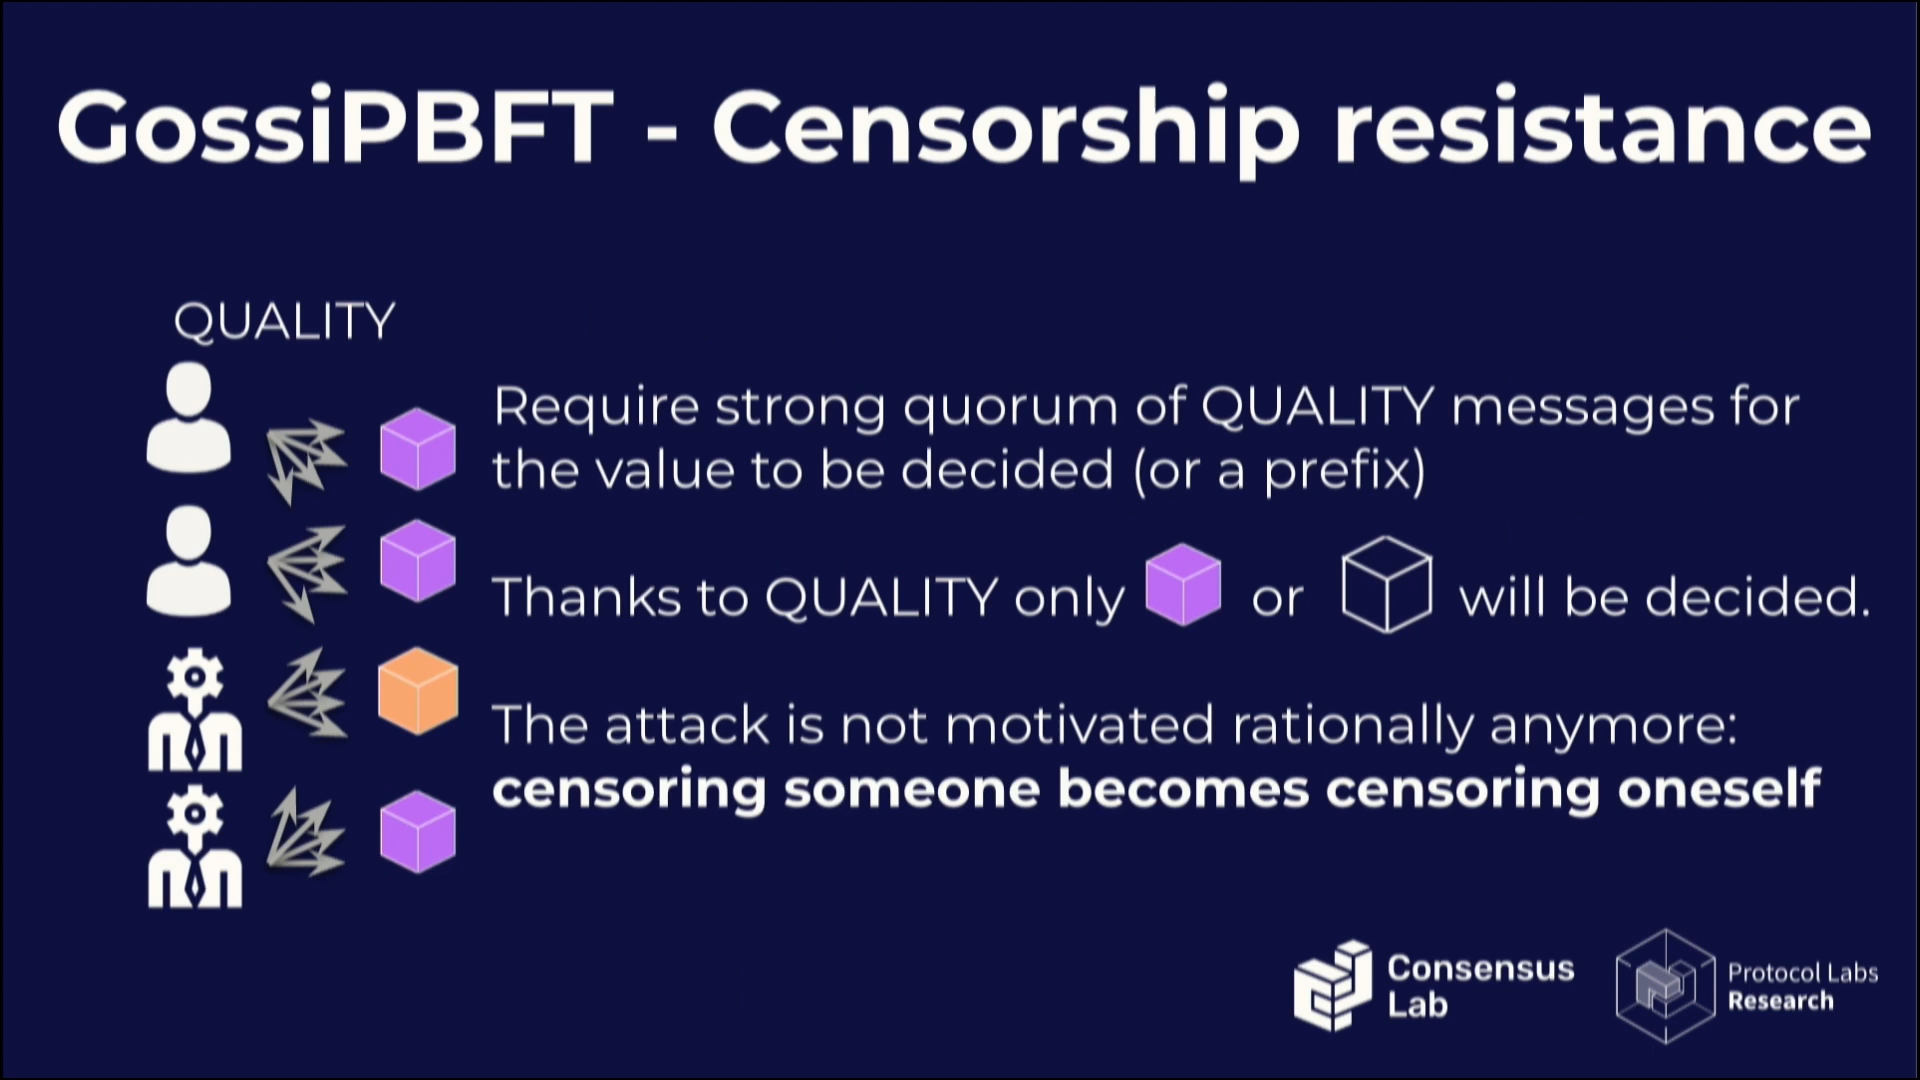 GossiPBFT - Censorship resistance
QUALITY
Require strong quorum of QUALITY messages for
the value to be decided (or a prefix)
Thanks to QUALITY only or will be decided.
The attack is not motivated rationally anymore:
censoring someone becomes censoring oneself
Consensus
Lab
Protocol Labs
Research